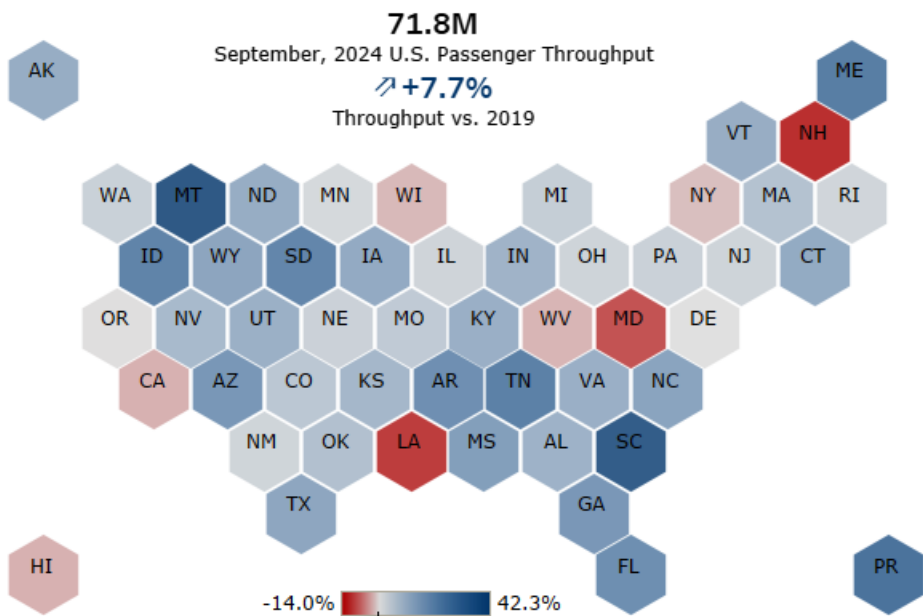 71.8M
September, 2024 U.S. Passenger Throughput
⇗ +7.7%
Throughput vs. 2019
AK ME
VT NH
WA MT ND MN WI MI NY MA RI
ID WY SD IA IL IN OH PA NJ CT
OR NV UT NE MO KY WV MD DE
CA AZ CO KS AR TN VA NC
NM OK LA MS AL SC
TX GA
HI FL PR
-14.0% 42.3%